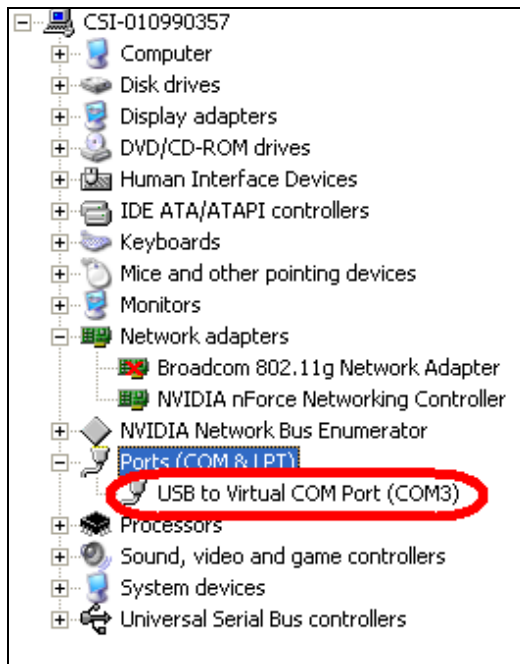 CSI-010990357
Computer
Disk drives
Display adapters
DVD/CD-ROM drives
Human Interface Devices
IDE ATA/ATAPI controllers
Keyboards
Mice and other pointing devices
Monitors
Network adapters
Broadcom 802.11g Network Adapter
NVIDIA nForce Networking Controller
NVIDIA Network Bus Enumerator
Ports (COM & LPT)
USB to Virtual COM Port (COM3)
Processors
Sound, video and game controllers
System devices
Universal Serial Bus controllers